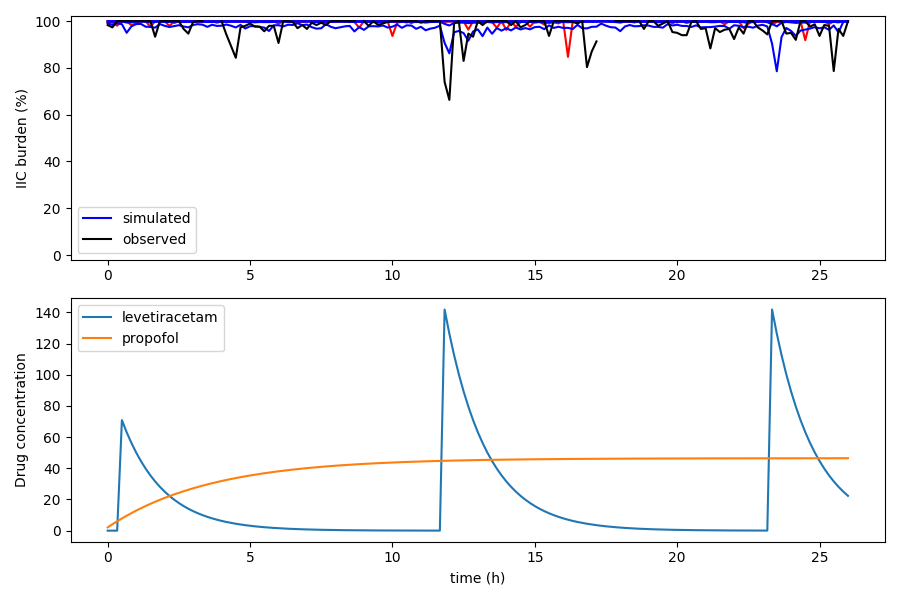 100
80
60
40
20
0
IIC burden (%)
simulated
observed
0 5 10 15 20 25
140
120
100
80
60
40
20
0
Drug concentration
levetiracetam
propofol
0 5 10 15 20 25
time (h)